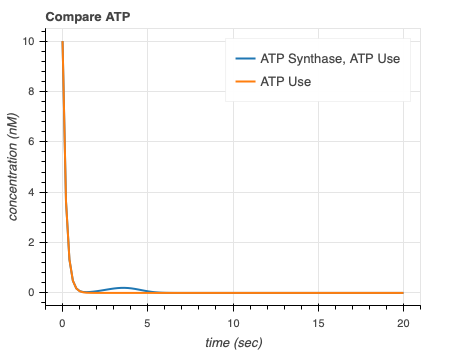 Compare ATP
ATP Synthase, ATP Use
ATP Use
concentration (nM)
10
8
6
4
2
0
0 5 10 15 20
time (sec)